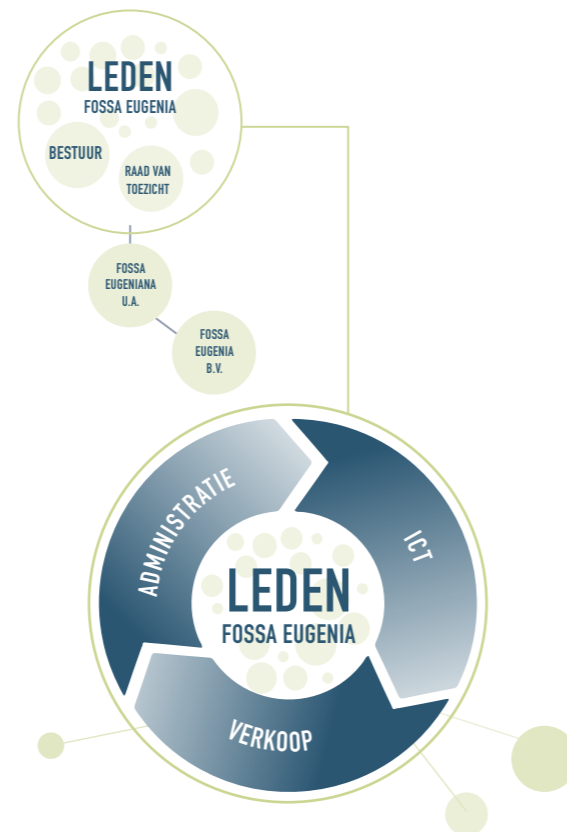 LEDEN
FOSSA EUGENIA
BESTUUR
RAAD VAN
TOEZICHT
FOSSA
EUGENIANA
U.A.
FOSSA
EUGENIA
B.V.
ADMINISTRATIE
ICT
LEDEN
FOSSA EUGENIA
VERKOOP